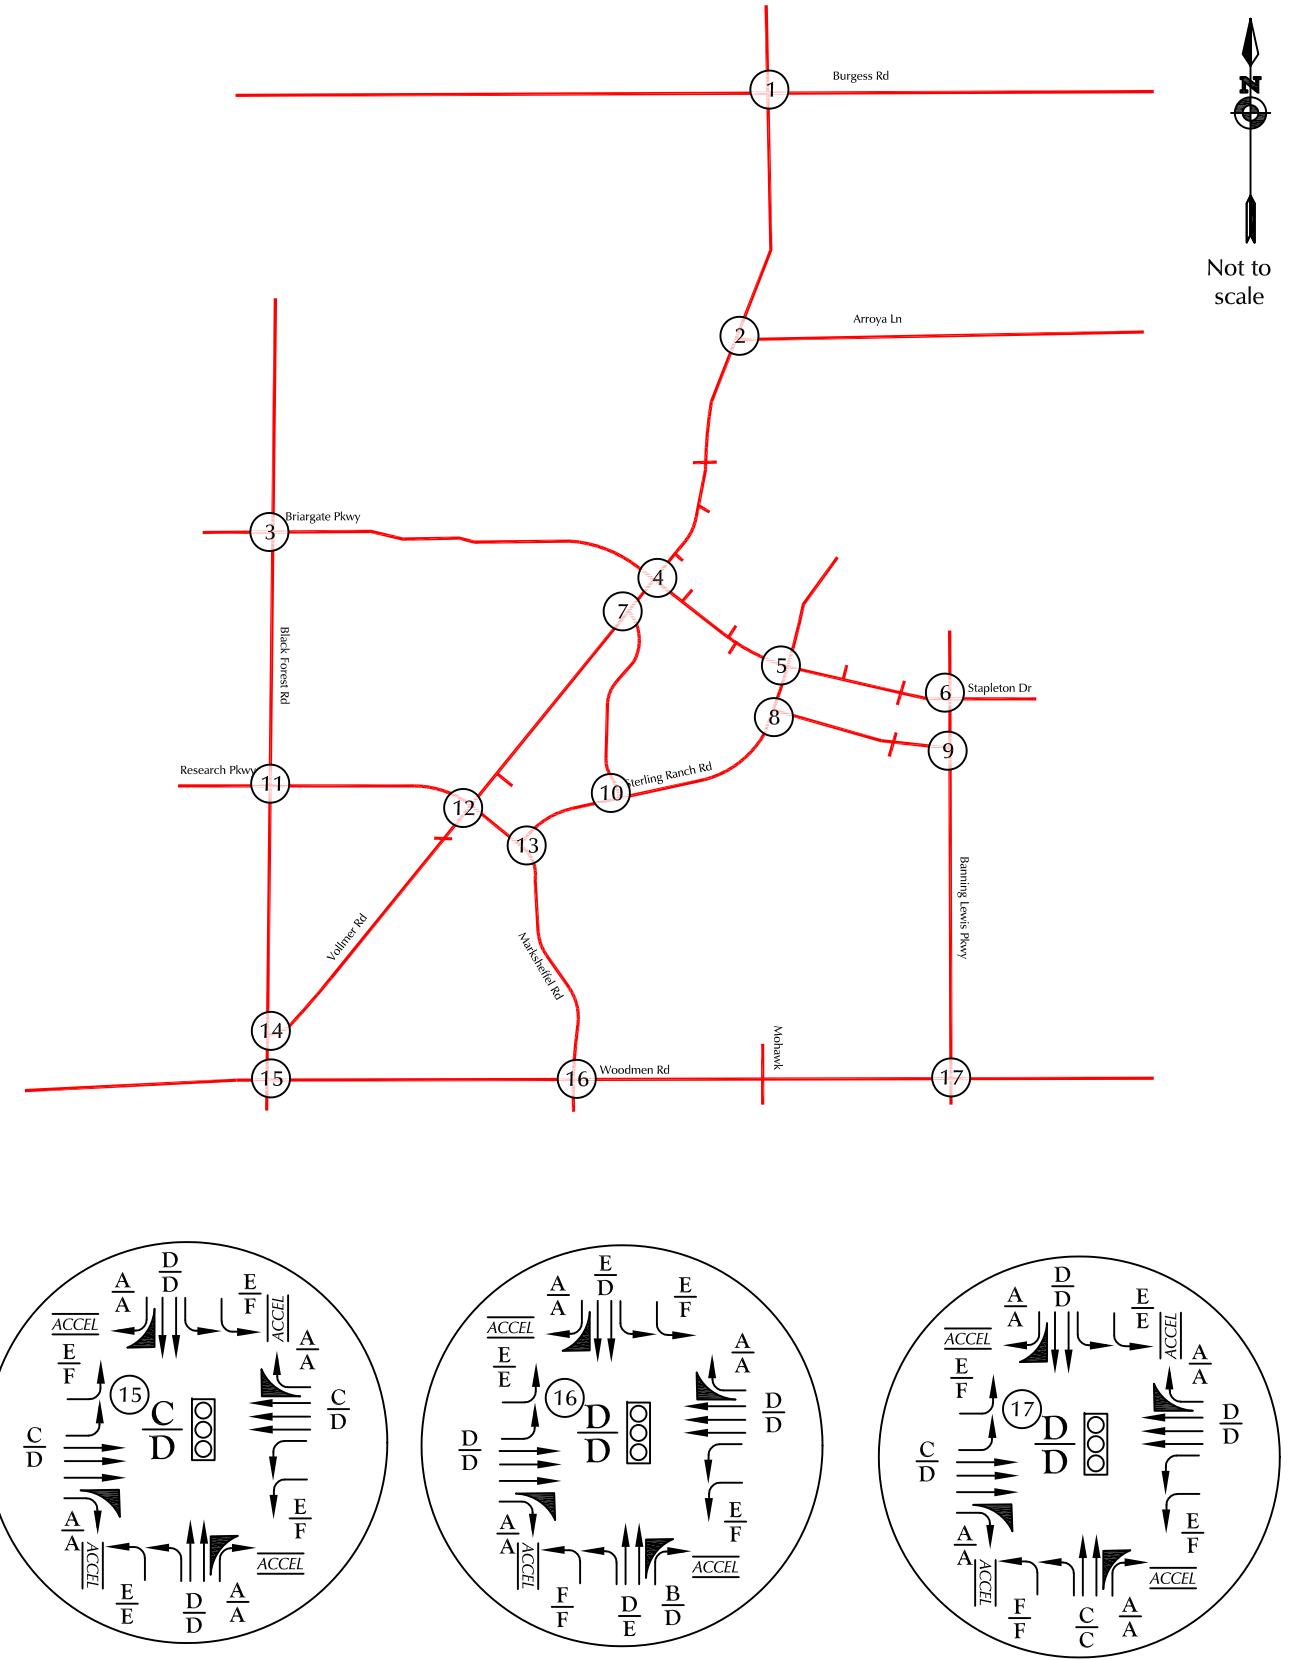 1
Burgess Rd
N
Not to
scale
2
Arroya Ln
3
Briargate Pkwy
4
7
5
6
Stapleton Dr
8
9
Black Forest Rd
Research Pkwy
11
12
10
Sterling Ranch Rd
13
Vollmer Rd
Marksheffel Rd
Banning Lewis Pkwy
14
15
16
Woodmen Rd
Mohawk
17
A
A
D
D
E
F
ACCEL
ACCEL
A
A
E
F
15
C
D
C
D
C
D
E
F
A
A
ACCEL
E
E
D
D
A
A
ACCEL
A
A
E
D
E
F
ACCEL
A
A
E
E
16
D
D
D
D
D
D
E
F
A
A
ACCEL
F
F
D
E
B
D
ACCEL
A
A
D
D
E
E
ACCEL
ACCEL
A
A
E
F
17
D
D
D
D
C
D
E
F
A
A
ACCEL
F
F
C
C
A
A
ACCEL